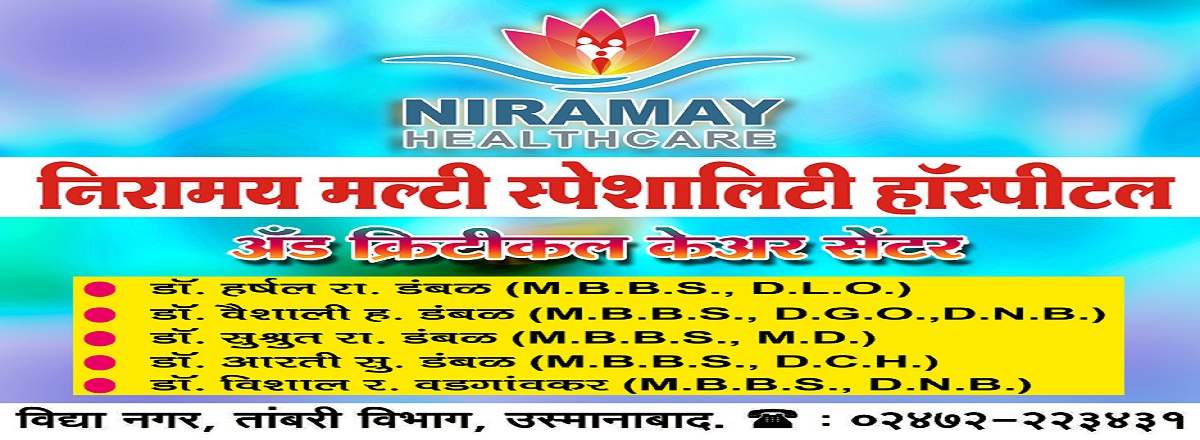 NIRAMAY
HEALTHCARE
निरामय मल्टी स्पेशालिटी हॉस्पीटल
अँड क्रिटीकल केअर सेंटर
डॉ. हर्षल रा. डंबळ (M.B.B.S., D.L.O.)
डॉ. वैशाली ह. डंबळ (M.B.B.S., D.G.O.,D.N.B.)
डॉ. सुश्रुत रा. डंबळ (M.B.B.S., M.D.)
डॉ. आरती सु. डंबळ (M.B.B.S., D.C.H.)
डॉ. विशाल र. वडगांवकर (M.B.B.S., D.N.B.)
विद्या नगर, तांबरी विभाग, उस्मानाबाद. ☎ : ०२४७२–२२३४३१